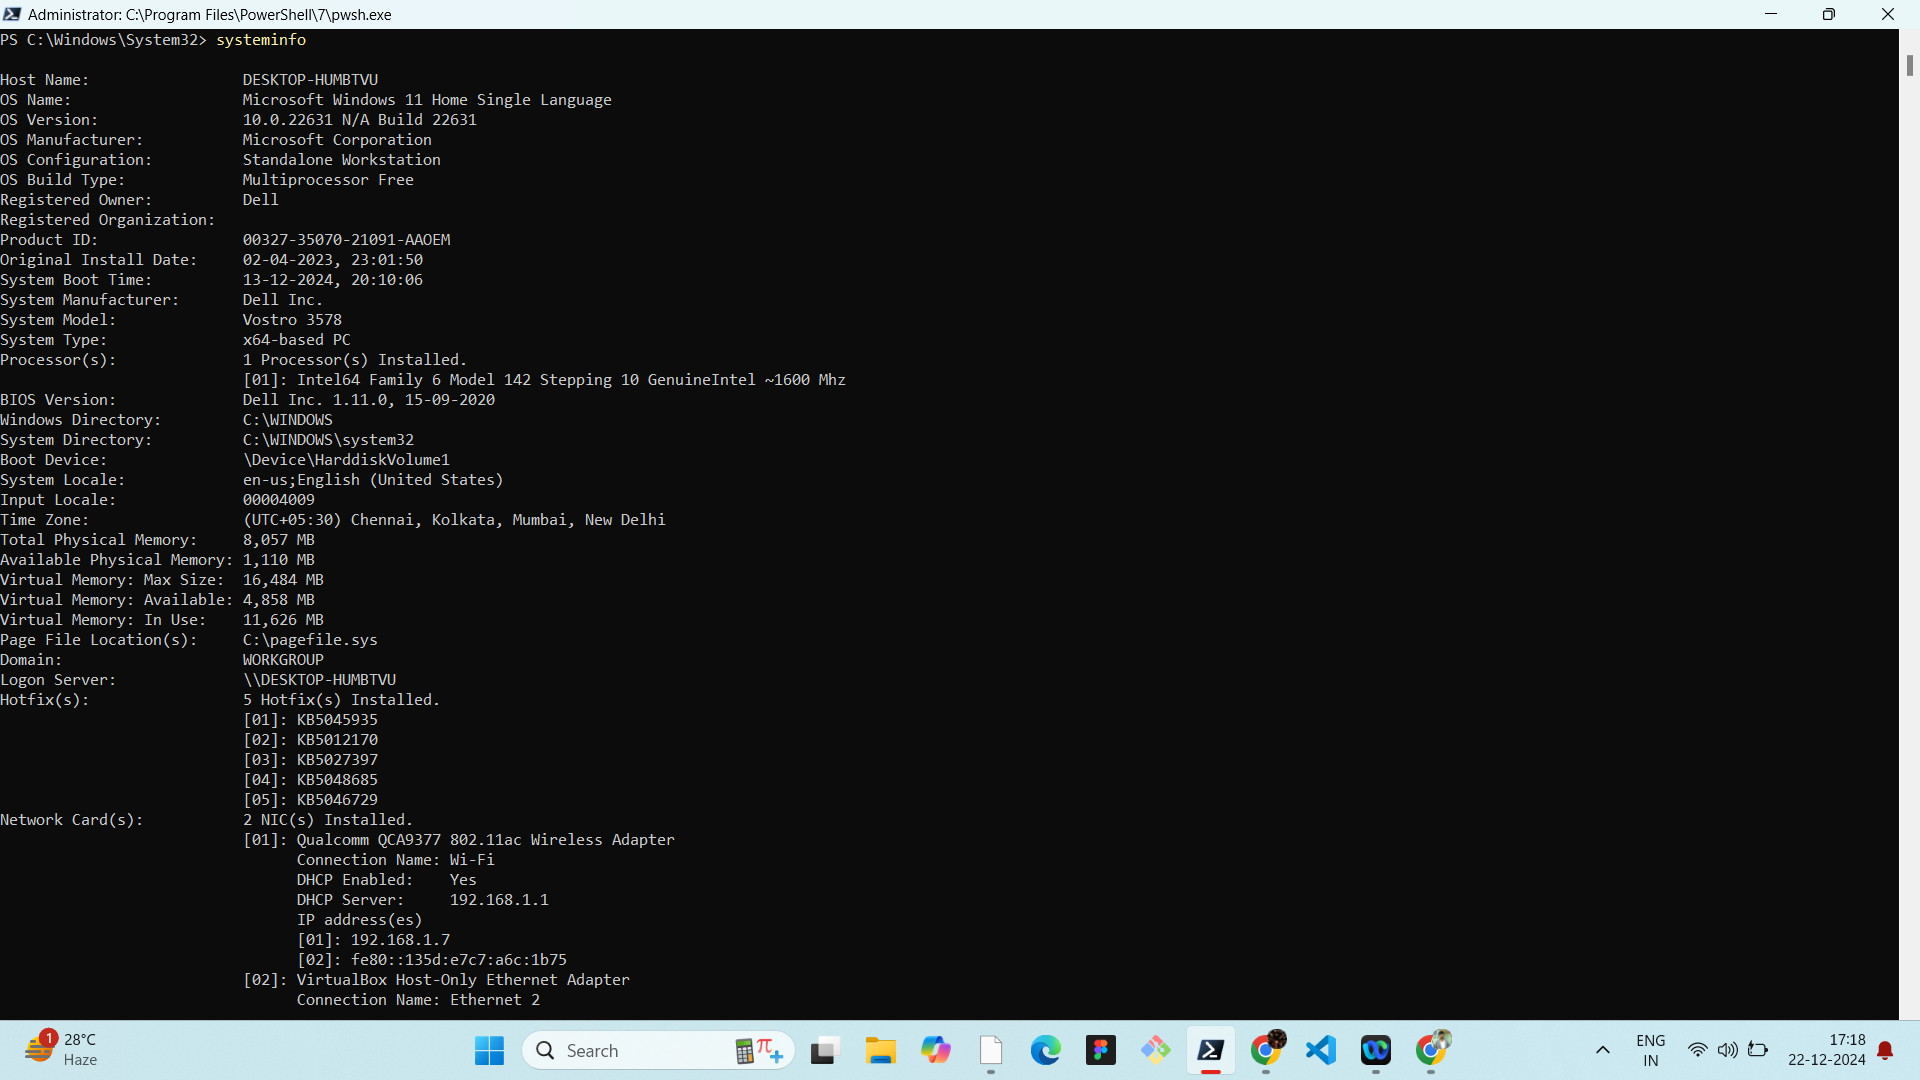 Administrator: C:\Program Files\PowerShell\7\pwsh.exe
PS C:\Windows\System32> systeminfo
Host Name: DESKTOP-HUMBTVU
OS Name: Microsoft Windows 11 Home Single Language
OS Version: 10.0.22631 N/A Build 22631
OS Manufacturer: Microsoft Corporation
OS Configuration: Standalone Workstation
OS Build Type: Multiprocessor Free
Registered Owner: Dell
Registered Organization:
Product ID: 00327-35070-21091-AAOEM
Original Install Date: 02-04-2023, 23:01:50
System Boot Time: 13-12-2024, 20:10:06
System Manufacturer: Dell Inc.
System Model: Vostro 3578
System Type: x64-based PC
Processor(s): 1 Processor(s) Installed.
[01]: Intel64 Family 6 Model 142 Stepping 10 GenuineIntel ~1600 Mhz
BIOS Version: Dell Inc. 1.11.0, 15-09-2020
Windows Directory: C:\WINDOWS
System Directory: C:\WINDOWS\system32
Boot Device: \Device\HarddiskVolume1
System Locale: en-us;English (United States)
Input Locale: 00004009
Time Zone: (UTC+05:30) Chennai, Kolkata, Mumbai, New Delhi
Total Physical Memory: 8,057 MB
Available Physical Memory: 1,110 MB
Virtual Memory: Max Size: 16,484 MB
Virtual Memory: Available: 4,858 MB
Virtual Memory: In Use: 11,626 MB
Page File Location(s): C:\pagefile.sys
Domain: WORKGROUP
Logon Server: \\DESKTOP-HUMBTVU
Hotfix(s): 5 Hotfix(s) Installed.
[01]: KB5045935
[02]: KB5012170
[03]: KB5027397
[04]: KB5048685
[05]: KB5046729
Network Card(s): 2 NIC(s) Installed.
[01]: Qualcomm QCA9377 802.11ac Wireless Adapter
Connection Name: Wi-Fi
DHCP Enabled: Yes
DHCP Server: 192.168.1.1
IP address(es)
[01]: 192.168.1.7
[02]: fe80::135d:e7c7:a6c:1b75
[02]: VirtualBox Host-Only Ethernet Adapter
Connection Name: Ethernet 2
1
28°C
Haze
Search
ENG
IN
17:18
22-12-2024